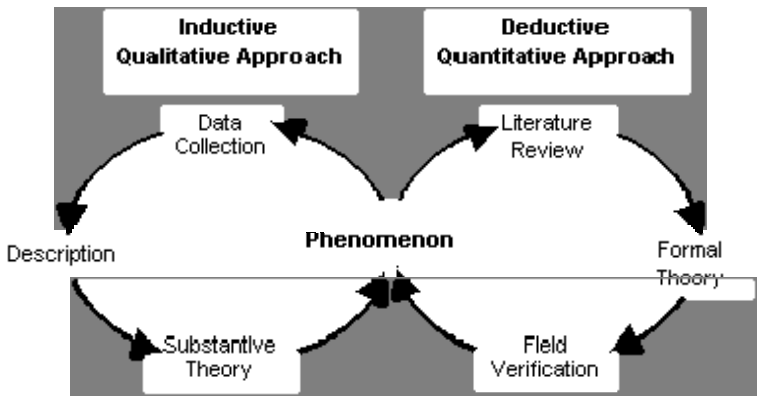 Inductive
Qualitative Approach
Deductive
Quantitative Approach
Data
Collection
Literature
Review
Description
Phenomenon
Formal
Theory
Substantive
Theory
Field
Verification